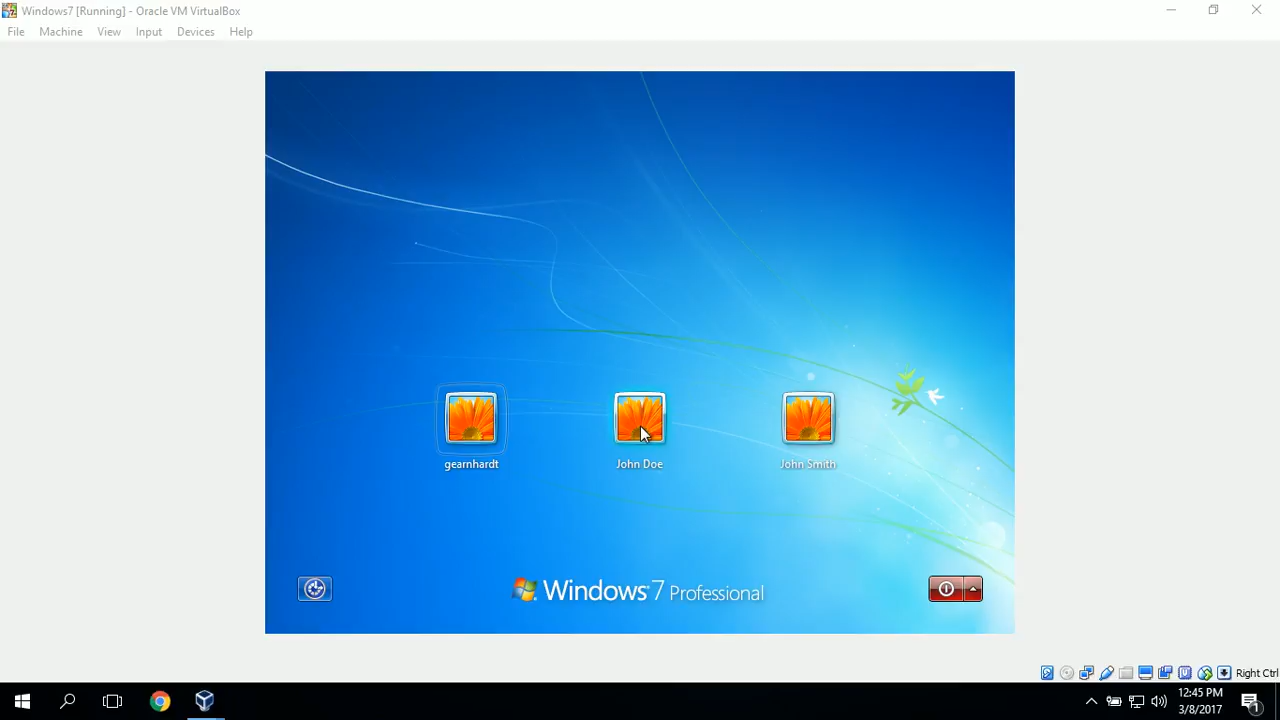 Windows7 [Running] - Oracle VM VirtualBox
File Machine View Input Devices Help
gearnhardt John Doe John Smith
Windows 7 Professional
Right Ctrl
12:45 PM
3/8/2017
1